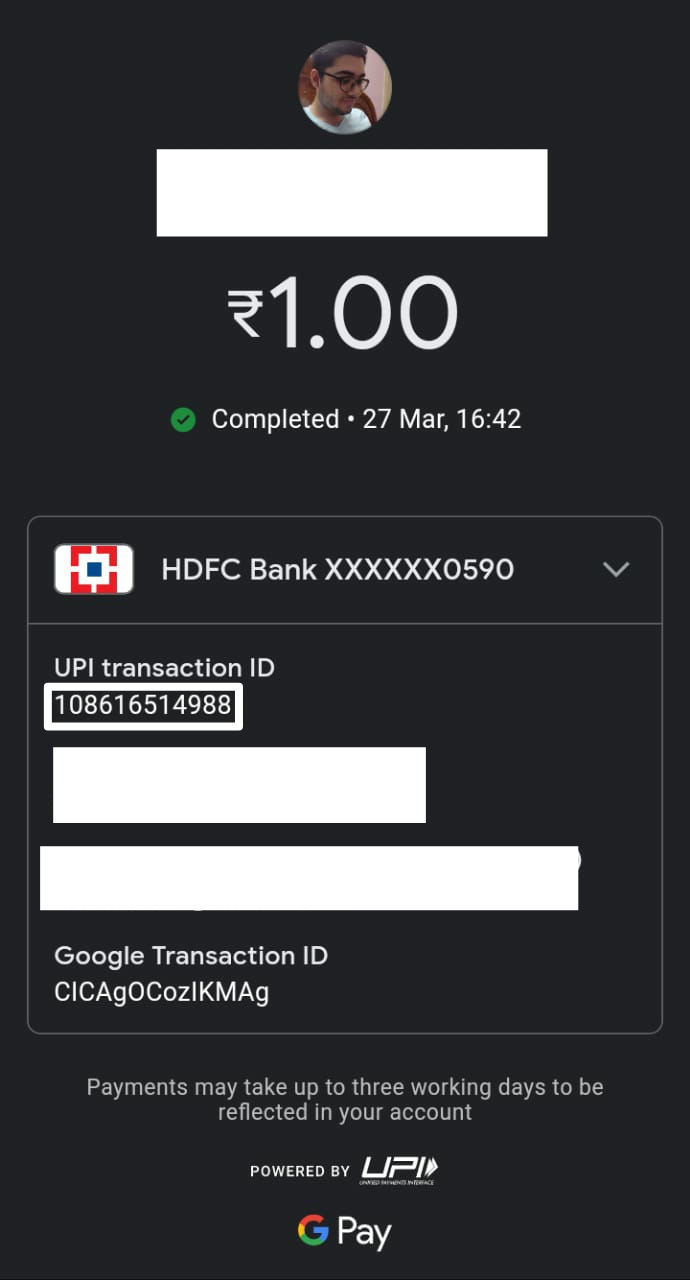 ₹1.00
Completed • 27 Mar, 16:42
HDFC Bank XXXXXX0590
UPI transaction ID
108616514988
Google Transaction ID
CICAgOCozIKMAg
Payments may take up to three working days to be
reflected in your account
POWERED BY UPI
UNIFIED PAYMENTS INTERFACE
G Pay